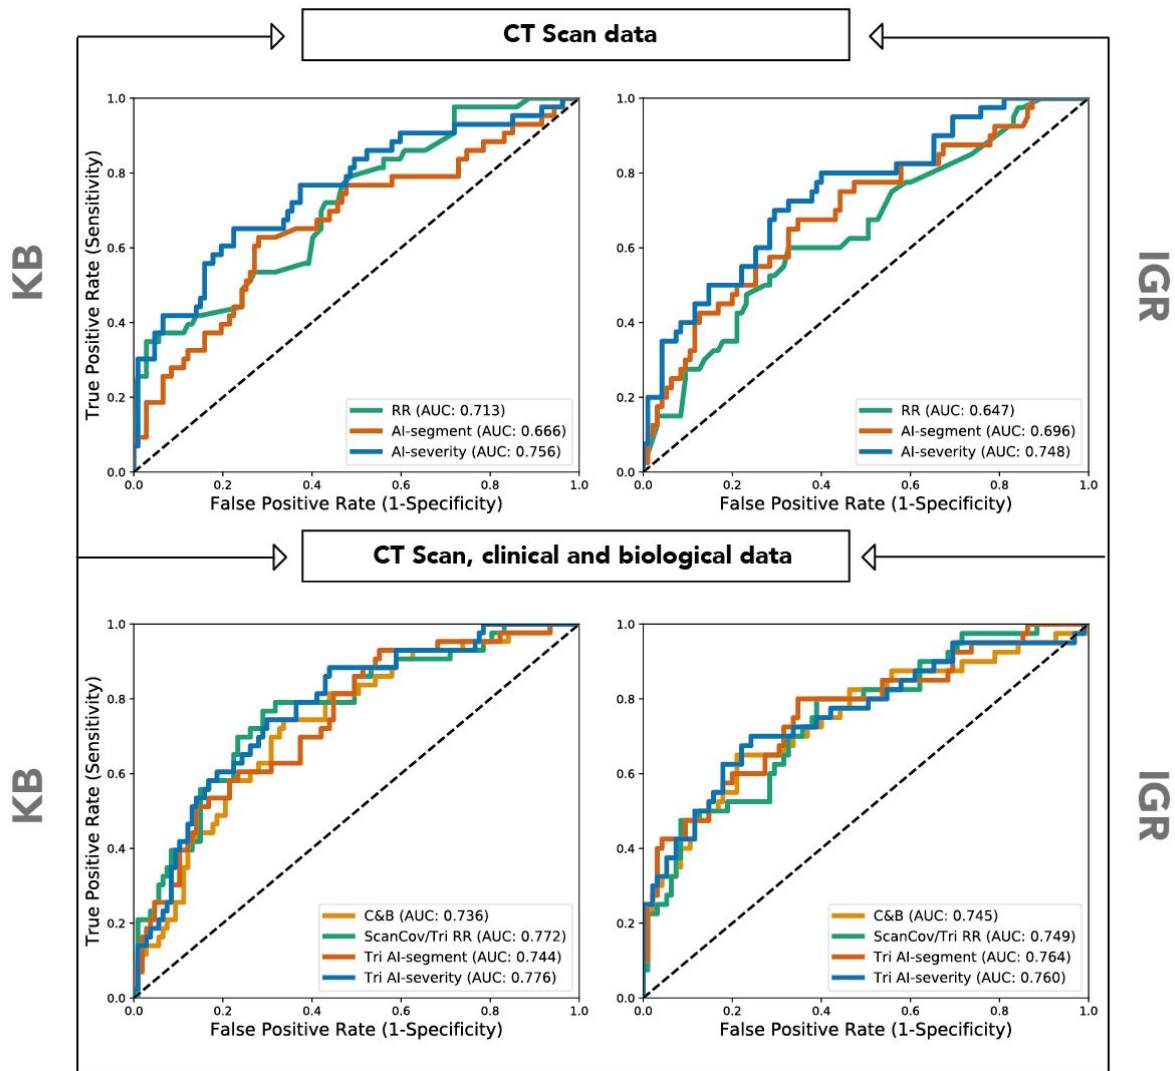 CT Scan data
KB
IGR
True Positive Rate (Sensitivity)
1.0
0.8
0.6
0.4
0.2
0.0
RR (AUC: 0.713)
AI-segment (AUC: 0.666)
AI-severity (AUC: 0.756)
0.0 0.2 0.4 0.6 0.8 1.0
False Positive Rate (1-Specificity)
1.0
0.8
0.6
0.4
0.2
0.0
RR (AUC: 0.647)
AI-segment (AUC: 0.696)
AI-severity (AUC: 0.748)
0.0 0.2 0.4 0.6 0.8 1.0
False Positive Rate (1-Specificity)
CT Scan, clinical and biological data
KB
IGR
True Positive Rate (Sensitivity)
1.0
0.8
0.6
0.4
0.2
0.0
C&B (AUC: 0.736)
ScanCov/Tri RR (AUC: 0.772)
Tri AI-segment (AUC: 0.744)
Tri AI-severity (AUC: 0.776)
0.0 0.2 0.4 0.6 0.8 1.0
False Positive Rate (1-Specificity)
1.0
0.8
0.6
0.4
0.2
0.0
C&B (AUC: 0.745)
ScanCov/Tri RR (AUC: 0.749)
Tri AI-segment (AUC: 0.764)
Tri AI-severity (AUC: 0.760)
0.0 0.2 0.4 0.6 0.8 1.0
False Positive Rate (1-Specificity)